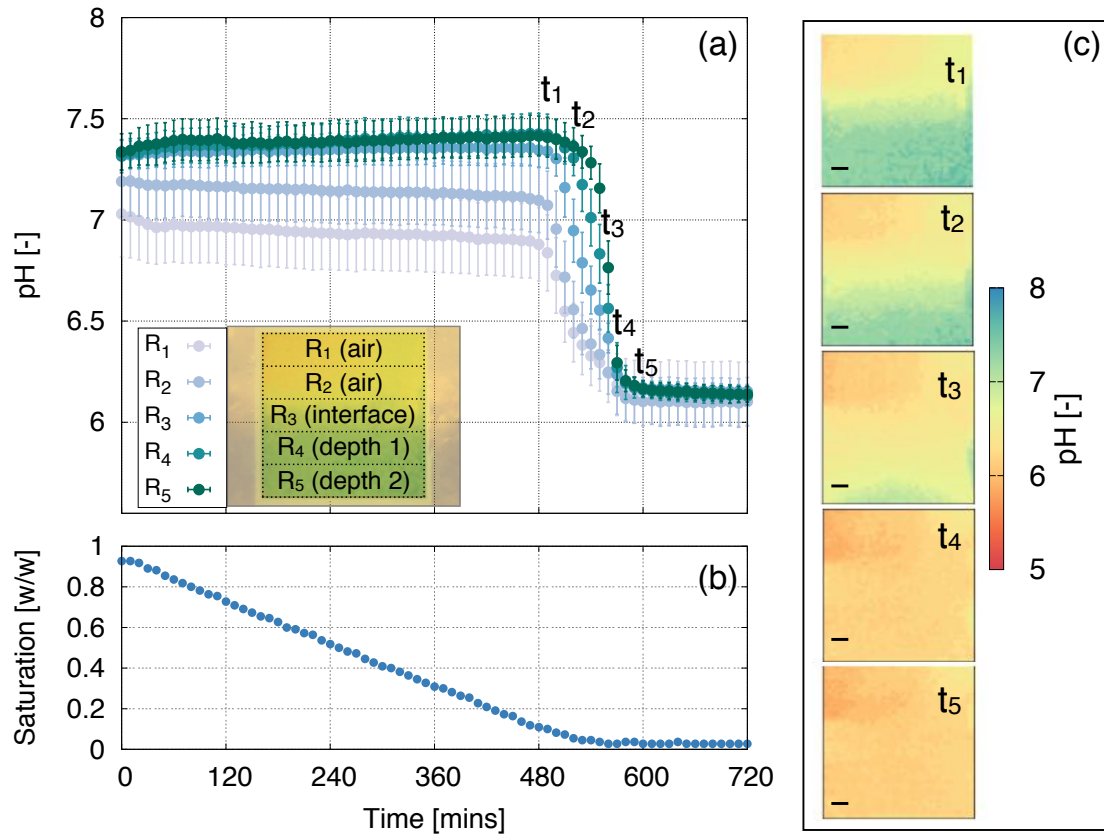 (a)
8
7.5
7
6.5
6
pH [-]
t₁
t₂
t₃
t₄
t₅
R₁
R₂
R₃
R₄
R₅
R₁ (air)
R₂ (air)
R₃ (interface)
R₄ (depth 1)
R₅ (depth 2)
(b)
1
0.8
0.6
0.4
0.2
0
Saturation [w/w]
0 120 240 360 480 600 720
Time [mins]
(c)
t₁
t₂
t₃
t₄
t₅
8
7
6
5
pH [-]